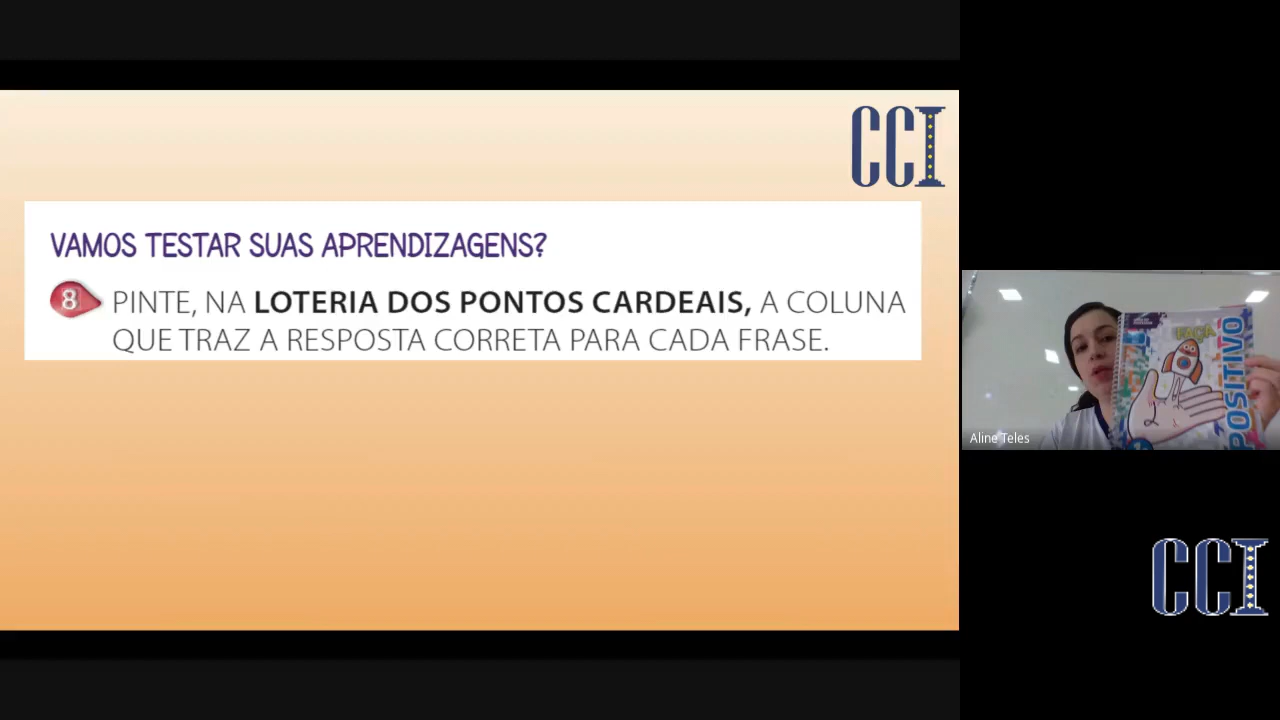 CCI
VAMOS TESTAR SUAS APRENDIZAGENS?
8 PINTE, NA LOTERIA DOS PONTOS CARDEAIS, A COLUNA
QUE TRAZ A RESPOSTA CORRETA PARA CADA FRASE.
FAÇA
POSITIVO
Aline Teles
CCI